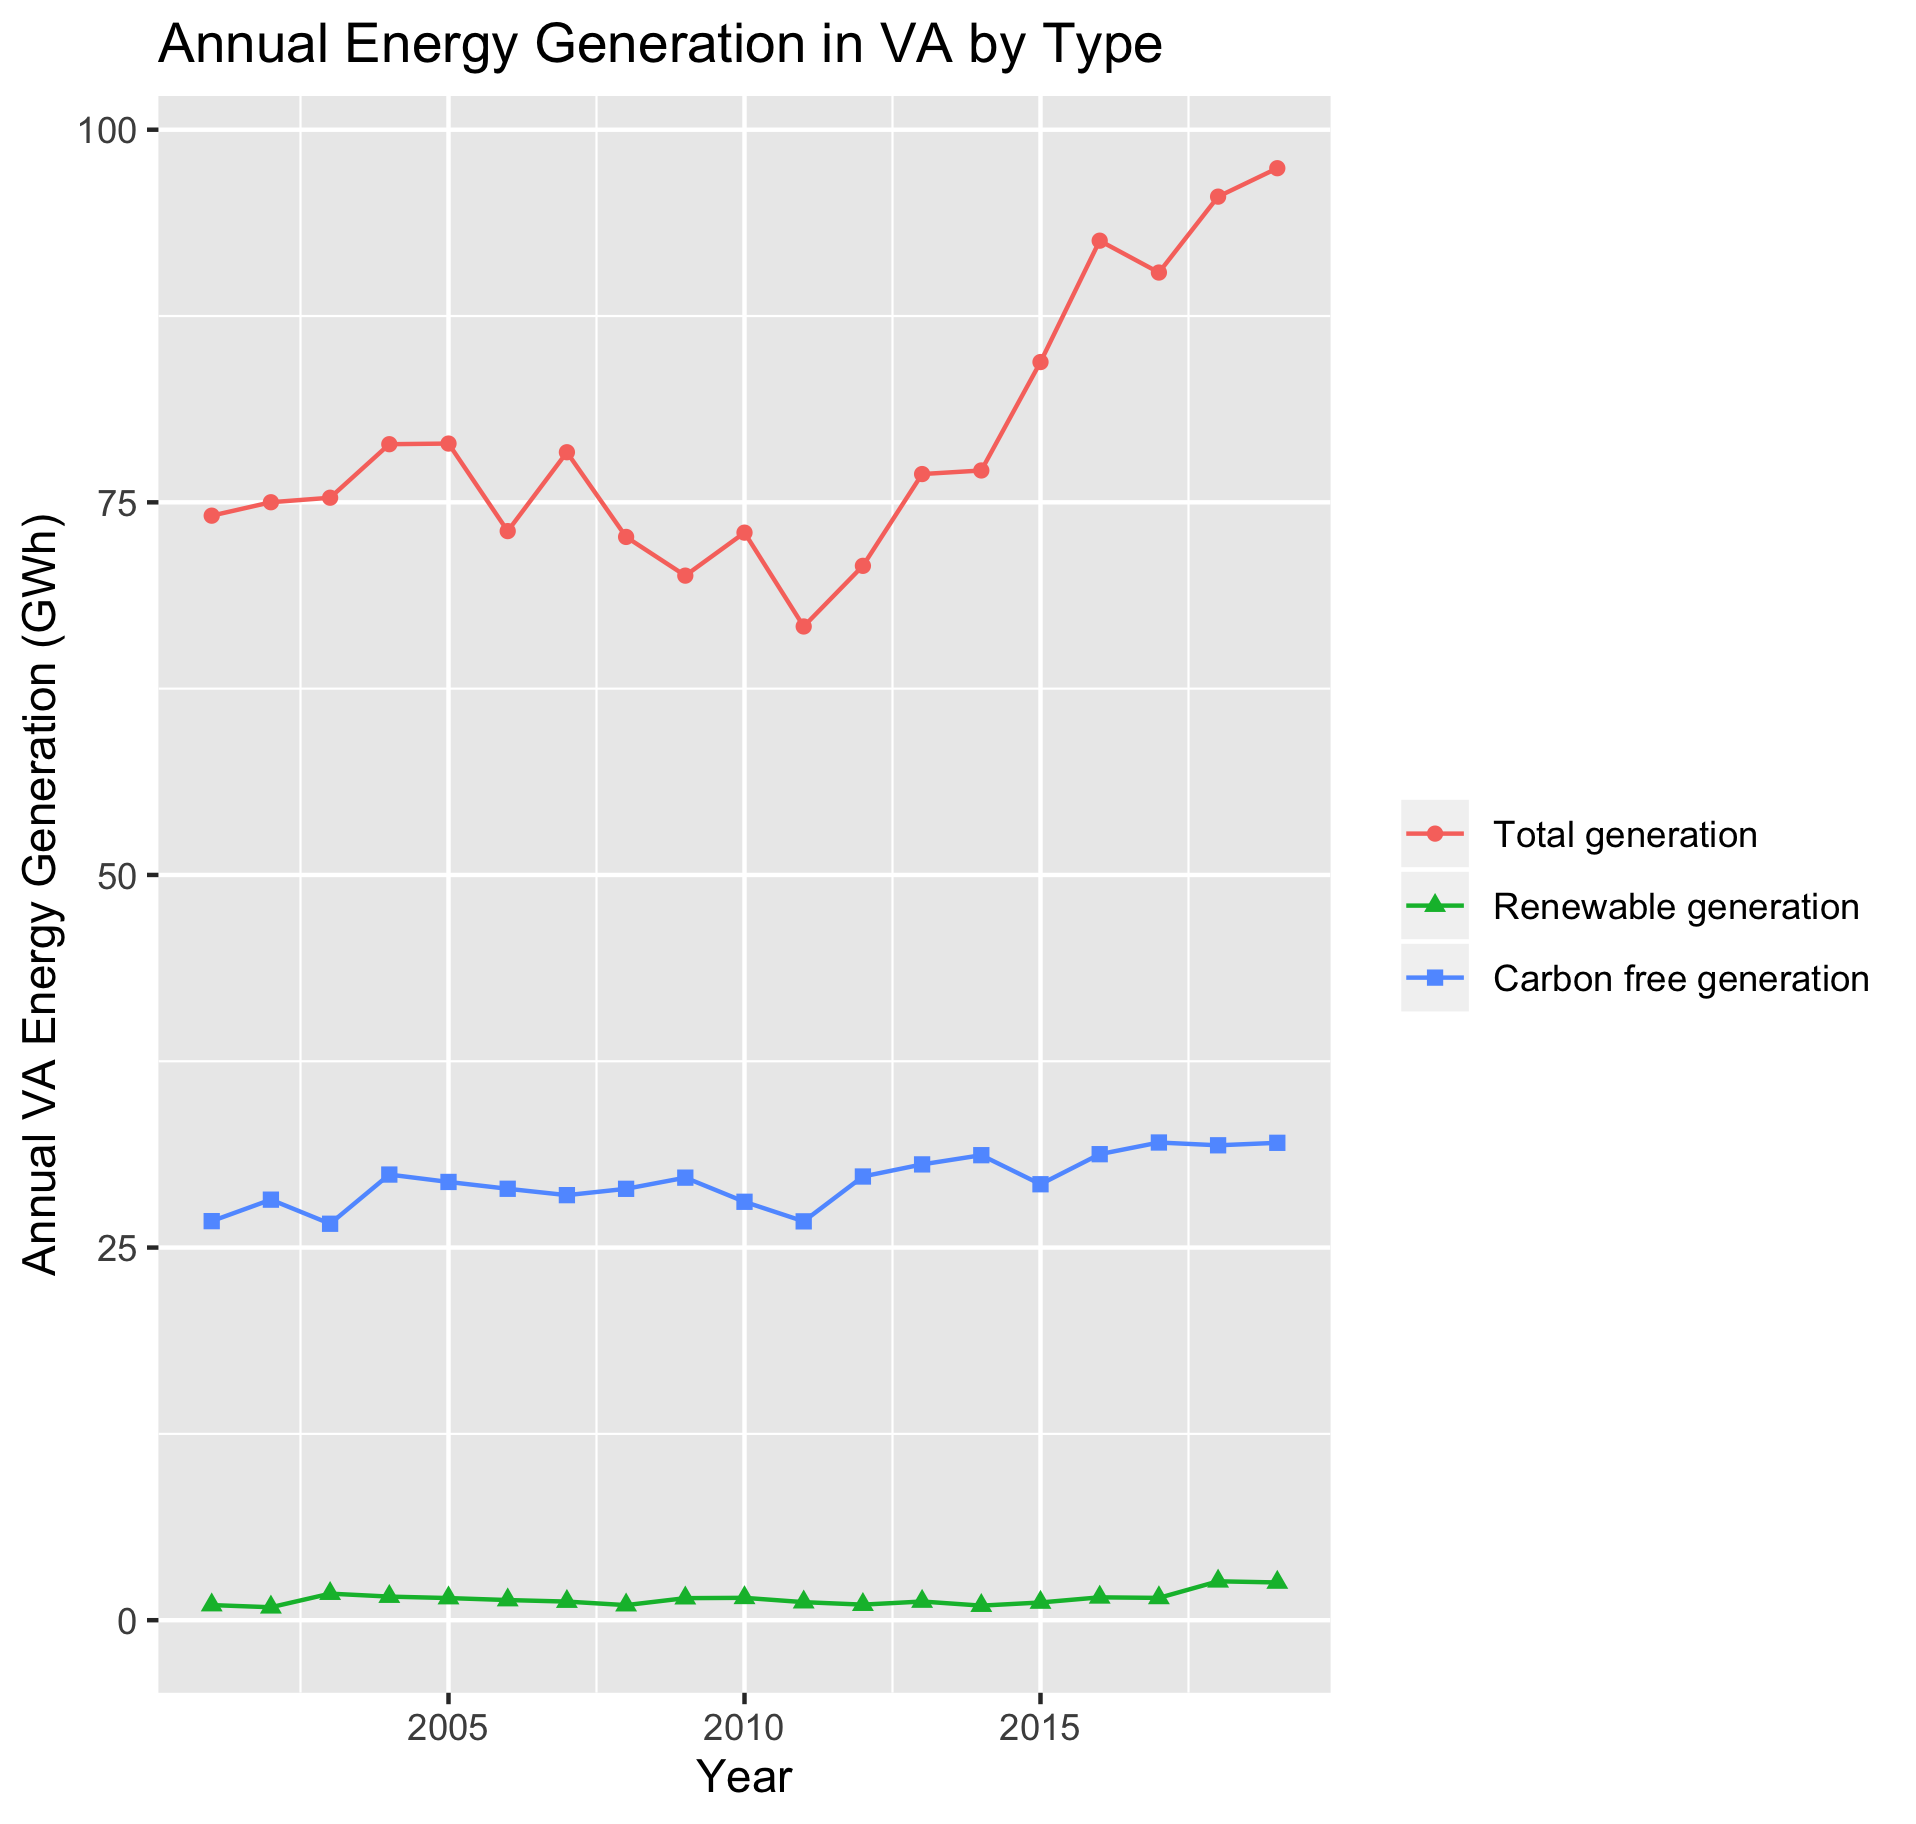 Annual Energy Generation in VA by Type
Annual VA Energy Generation (GWh)
100
75
50
25
0
2005
2010
2015
Year
Total generation
Renewable generation
Carbon free generation